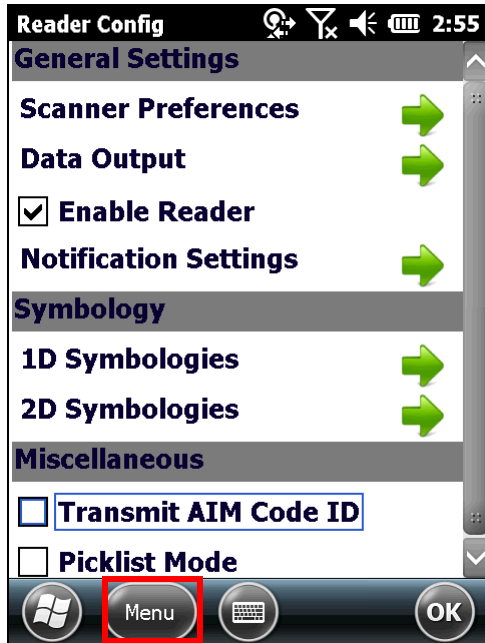 Reader Config 2:55
General Settings
Scanner Preferences
Data Output
Enable Reader
Notification Settings
Symbology
1D Symbologies
2D Symbologies
Miscellaneous
Transmit AIM Code ID
Picklist Mode
Menu OK